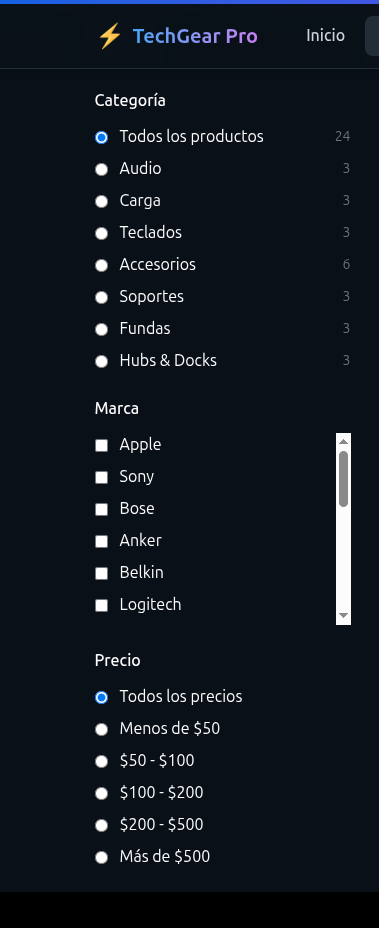 ⚡ TechGear Pro Inicio
Categoría
Todos los productos 24
Audio 3
Carga 3
Teclados 3
Accesorios 6
Soportes 3
Fundas 3
Hubs & Docks 3
Marca
Apple
Sony
Bose
Anker
Belkin
Logitech
Precio
Todos los precios
Menos de $50
$50 - $100
$100 - $200
$200 - $500
Más de $500